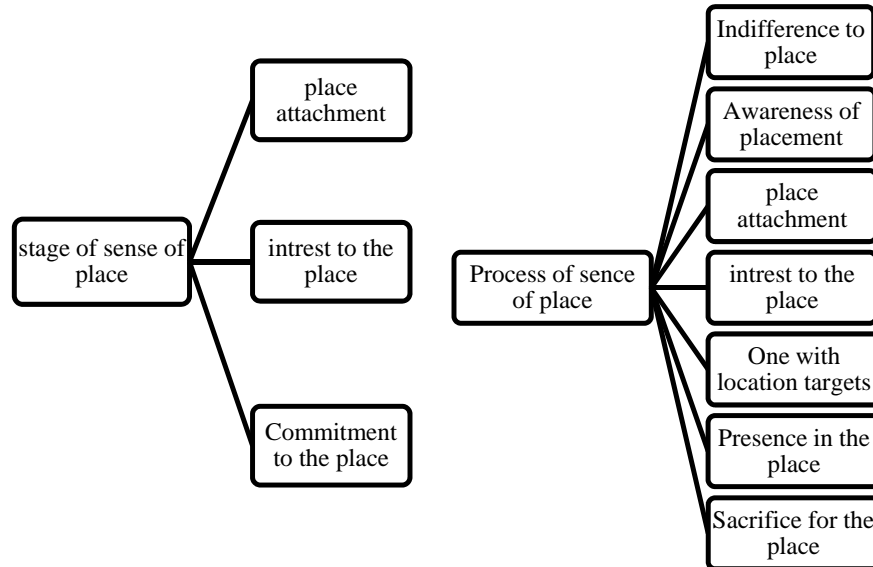 stage of sense of
place
place
attachment
intrest to the
place
Commitment
to the place
Process of sence
of place
Indifference to
place
Awareness of
placement
place
attachment
intrest to the
place
One with
location targets
Presence in the
place
Sacrifice for the
place